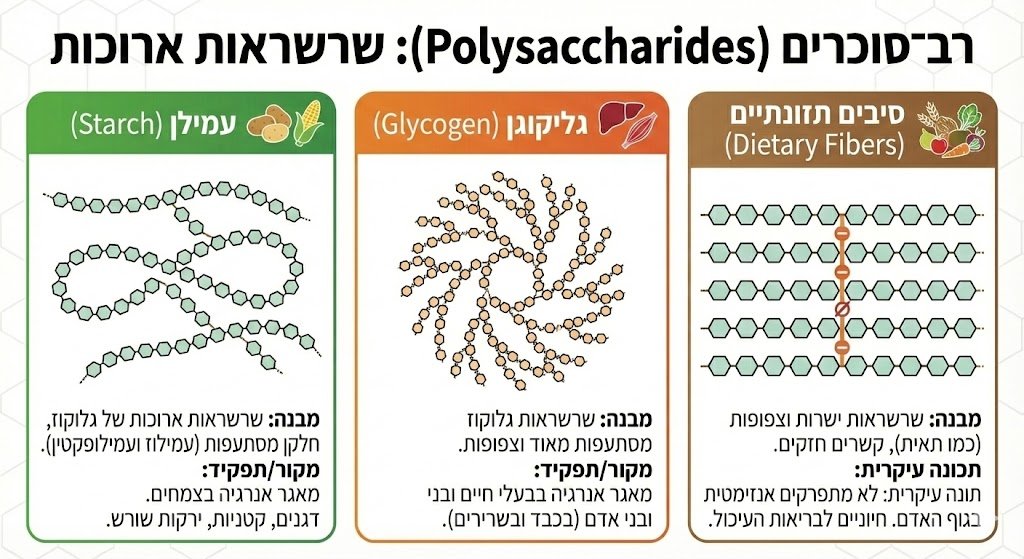 רב־סוכרים (Polysaccharides): שרשראות ארוכות
סיבים תזונתיים
(Dietary Fibers)
מבנה: שרשראות ישרות וצפופות
(כמו תאית), קשרים חזקים.
תכונה עיקרית:
תונה עיקרית: לא מתפרקים אנזימטית
בגוף האדם. חיוניים לבריאות העיכול.
גליקוגן (Glycogen)
מבנה: שרשראות גלוקוז
מסתעפות מאוד וצפופות.
מקור/תפקיד:
מאגר אנרגיה בבעלי חיים ובני
ובני אדם (בכבד ובשרירים).
עמילן (Starch)
מבנה: שרשראות ארוכות של גלוקוז,
חלקן מסתעפות (עמילוז ועמילופקטין).
מקור/תפקיד:
מאגר אנרגיה בצמחים.
דגנים, קטניות, ירקות שורש.